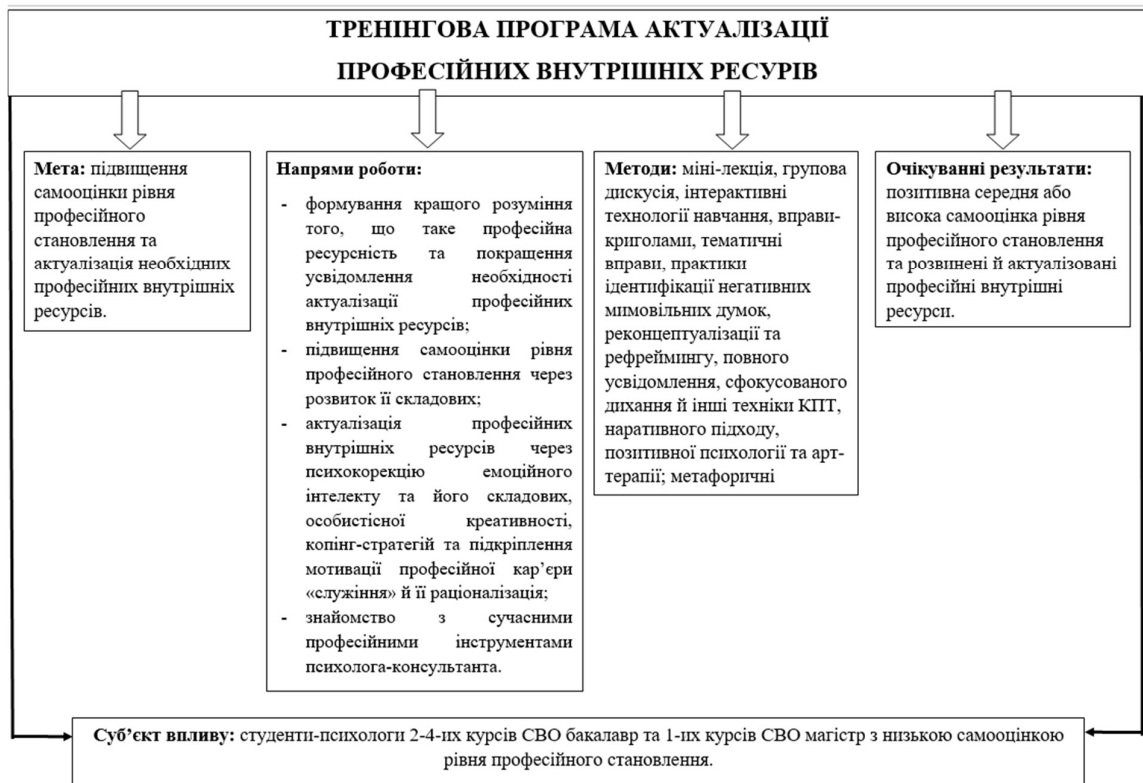 ТРЕНІНГОВА ПРОГРАМА АКТУАЛІЗАЦІЇ
ПРОФЕСІЙНИХ ВНУТРІШНІХ РЕСУРІВ
Мета: підвищення
самооцінки рівня
професійного
становлення та
актуалізація необхідних
професійних внутрішніх
ресурсів.
Напрями роботи:
- формування кращого розуміння
того, що таке професійна
ресурсність та покращення
усвідомлення необхідності
актуалізації професійних
внутрішніх ресурсів;
- підвищення самооцінки рівня
професійного становлення через
розвиток її складових;
- актуалізація професійних
внутрішніх ресурсів через
психокорекцію емоційного
інтелекту та його складових,
особистісної креативності,
копінг-стратегій та підкріплення
мотивації професійної кар’єри
«служіння» й її раціоналізація;
- знайомство з сучасними
професійними інструментами
психолога-консультанта.
Методи: міні-лекція, групова
дискусія, інтерактивні
технології навчання, вправи-
криголами, тематичні
вправи, практики
ідентифікації негативних
мимовільних думок,
реконцептуалізації та
рефреймингу, повного
усвідомлення, сфокусованого
дихання й інші техніки КПТ,
наративного підходу,
позитивної психології та арт-
терапії; метафоричні
Очікуванні результати:
позитивна середня або
висока самооцінка рівня
професійного становлення
та розвинені й актуалізовані
професійні внутрішні
ресурси.
Суб’єкт впливу: студенти-психологи 2-4-их курсів СВО бакалавр та 1-их курсів СВО магістр з низькою самооцінкою
рівня професійного становлення.